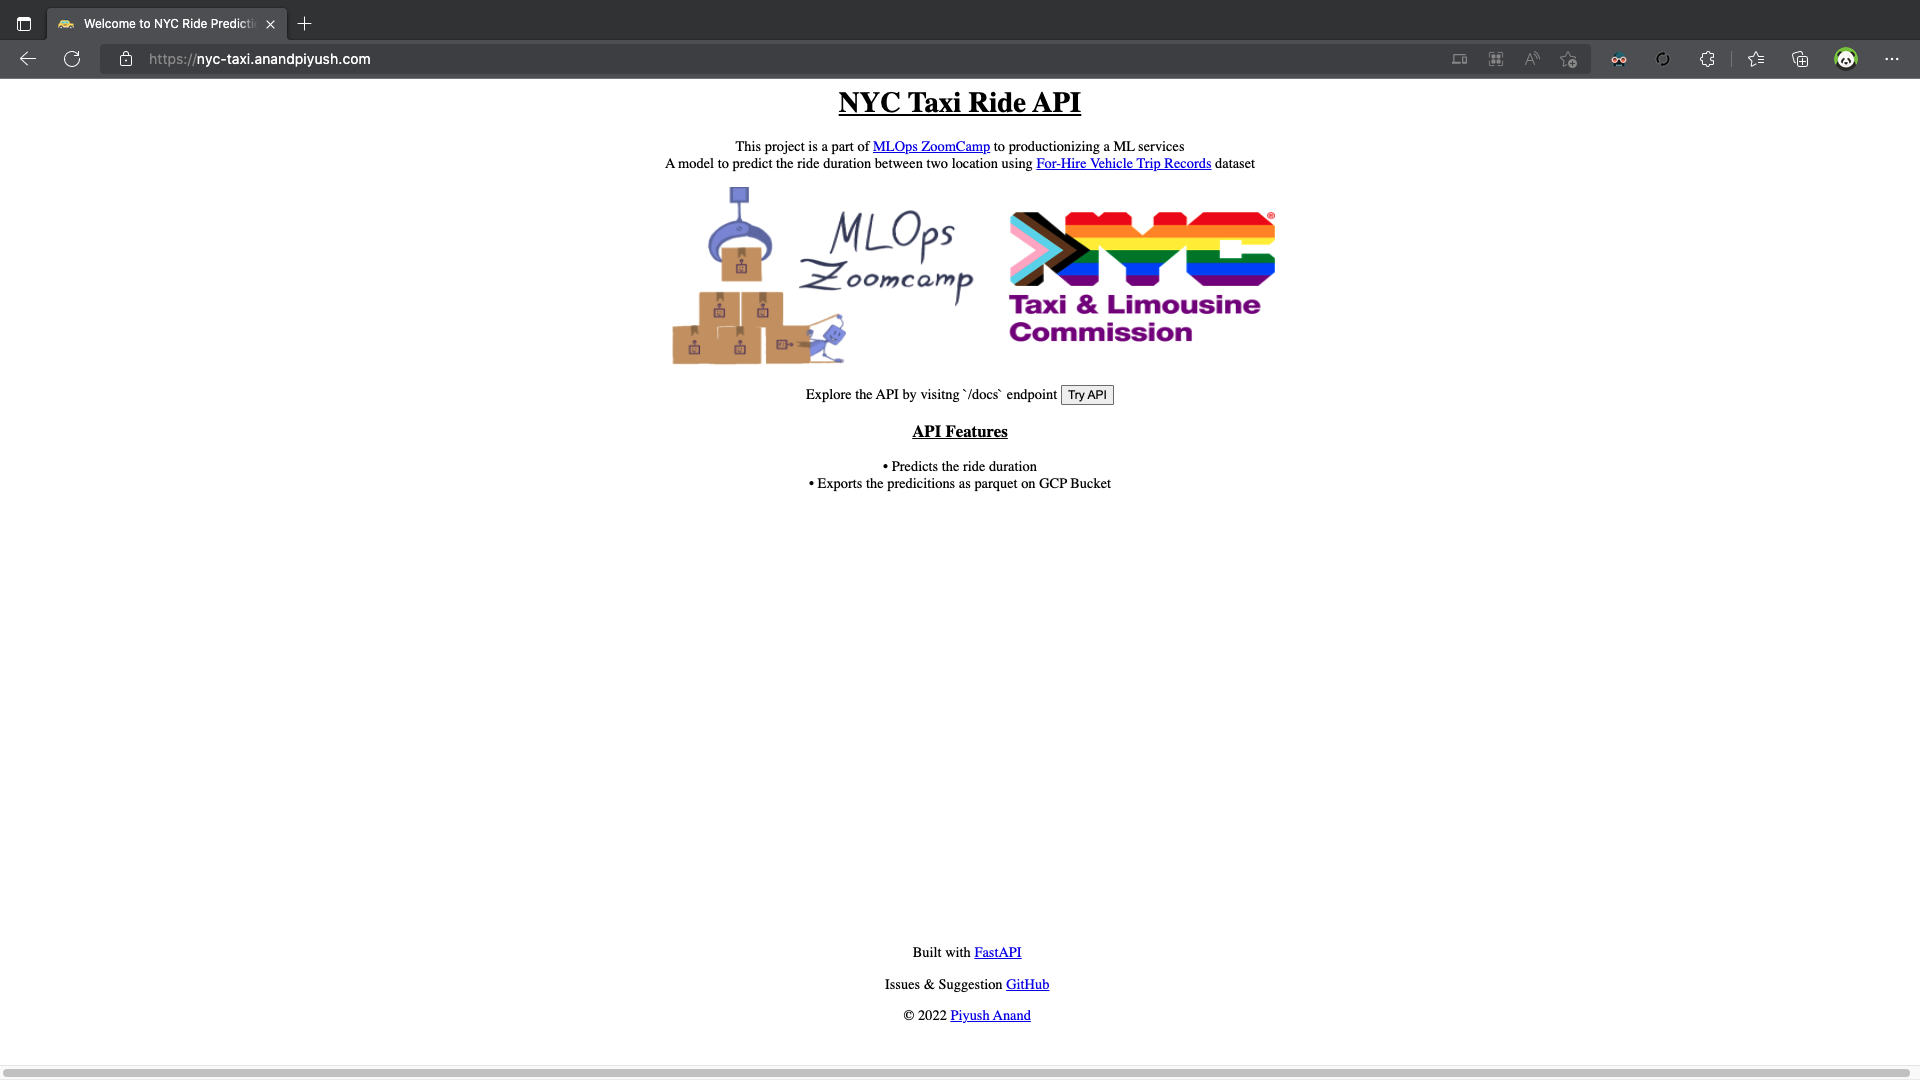 Welcome to NYC Ride Predicti
https://nyc-taxi.anandpiyush.com
NYC Taxi Ride API
This project is a part of MLOps ZoomCamp to productionizing a ML services
A model to predict the ride duration between two location using For-Hire Vehicle Trip Records dataset
MLOps
Zoomcamp
NYC®
Taxi & Limousine
Commission
Explore the API by visitng `/docs` endpoint Try API
API Features
• Predicts the ride duration
• Exports the predicitions as parquet on GCP Bucket
Built with FastAPI
Issues & Suggestion GitHub
© 2022 Piyush Anand